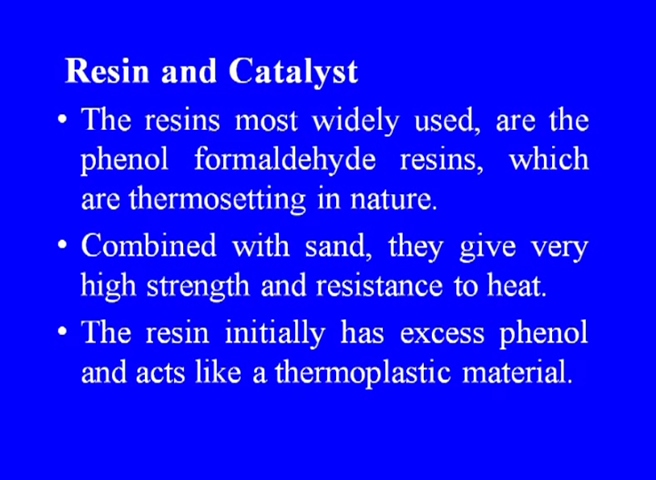 Resin and Catalyst
• The resins most widely used, are the
phenol formaldehyde resins, which
are thermosetting in nature.
• Combined with sand, they give very
high strength and resistance to heat.
• The resin initially has excess phenol
and acts like a thermoplastic material.